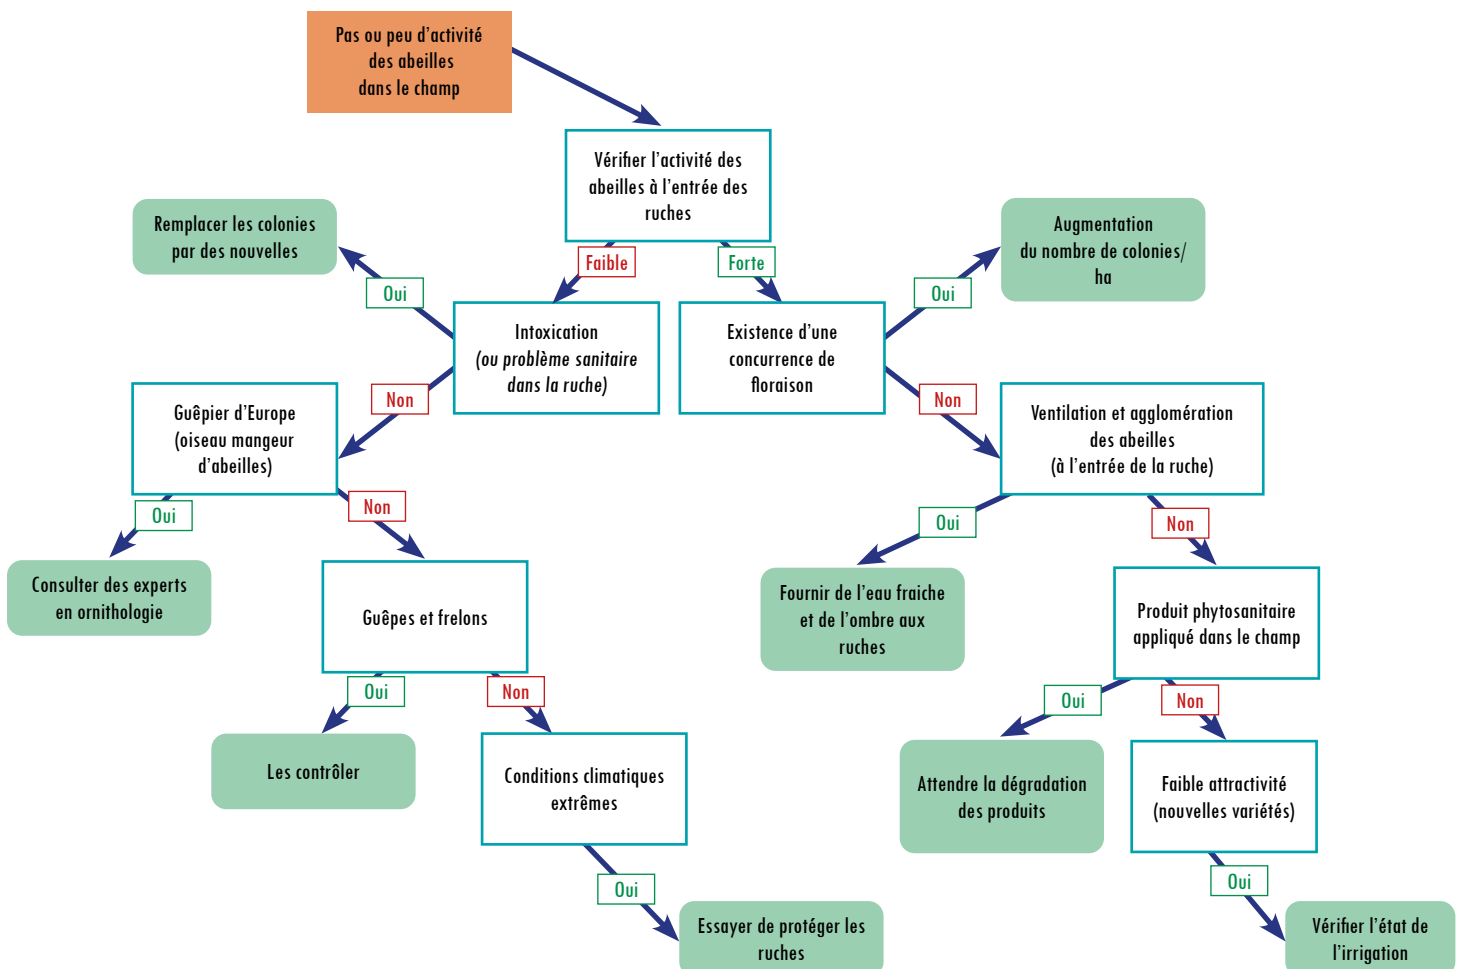 Pas ou peu d’activité
des abeilles
dans le champ
Vérifier l’activité des
abeilles à l’entrée des
ruches
Remplacer les colonies
par des nouvelles
Augmentation
du nombre de colonies/
ha
Faible
Forte
Oui
Oui
Intoxication
(ou problème sanitaire
dans la ruche)
Existence d’une
concurrence de
floraison
Non
Non
Guêpier d’Europe
(oiseau mangeur
d’abeilles)
Ventilation et agglomération
des abeilles
(à l’entrée de la ruche)
Oui
Non
Oui
Non
Consulter des experts
en ornithologie
Guêpes et frelons
Fournir de l’eau fraiche
et de l’ombre aux
ruches
Produit phytosanitaire
appliqué dans le champ
Oui
Non
Oui
Non
Les contrôler
Conditions climatiques
extrêmes
Attendre la dégradation
des produits
Faible attractivité
(nouvelles variétés)
Oui
Oui
Essayer de protéger les
ruches
Vérifier l’état de
l’irrigation